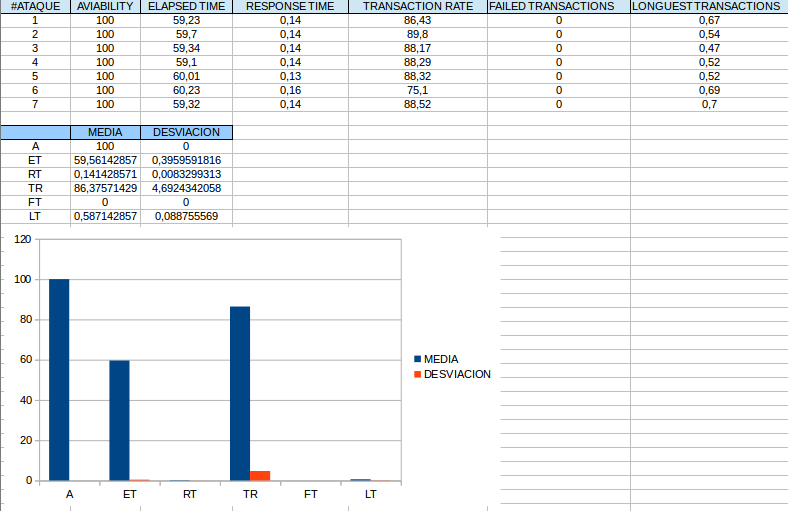 #ATAQUE AVIABILITY ELAPSED TIME RESPONSE TIME TRANSACTION RATE FAILED TRANSACTIONS LONGUEST TRANSACTIONS
1 100 59,23 0,14 86,43 0 0,67
2 100 59,7 0,14 89,8 0 0,54
3 100 59,34 0,14 88,17 0 0,47
4 100 59,1 0,14 88,29 0 0,52
5 100 60,01 0,13 88,32 0 0,52
6 100 60,23 0,16 75,1 0 0,69
7 100 59,32 0,14 88,52 0 0,7
MEDIA DESVIACION
A 100 0
ET 59,56142857 0,3959591816
RT 0,141428571 0,0083299313
TR 86,37571429 4,6924342058
FT 0 0
LT 0,587142857 0,088755569
120
100
80
60
40
20
0
A ET RT TR FT LT
MEDIA
DESVIACION